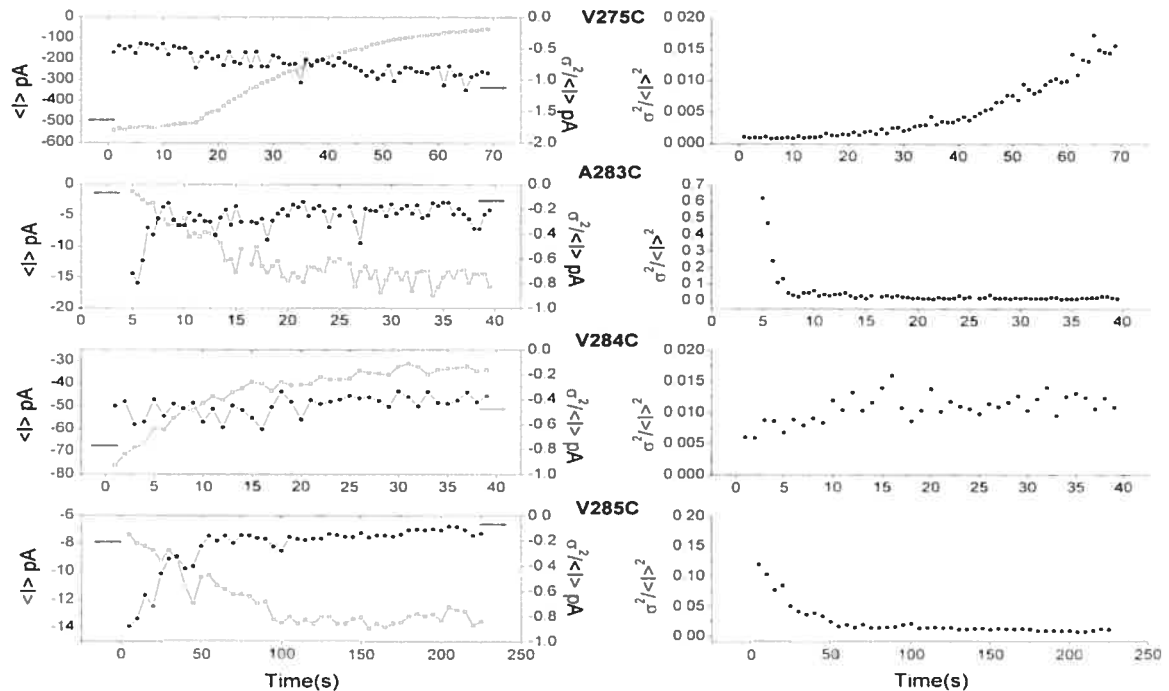 V275C
<I> pA
0
-100
-200
-300
-400
-500
-600
0.0
-0.5
-1.0
-1.5
-2.0
σ²/<I> pA
0 10 20 30 40 50 60 70
σ²/<I>²
0 020
0.015
0.010
0.005
0 000
0 10 20 30 40 50 60 70
A283C
<I> pA
0
-5
-10
-15
-20
0.0
-0.2
-0.4
-0.6
-0.8
-1.0
σ²/<I> pA
0 5 10 15 20 25 30 35 40
σ²/<I>²
0.7
0.6
0.5
0 4
0.3
0.2
0 1
0 0
0 5 10 15 20 25 30 35 40
V284C
<I> pA
-30
-40
-50
-60
-70
-80
0.0
-0.2
-0.4
-0.6
-0.8
-1.0
σ²/<I> pA
0 5 10 15 20 25 30 35 40
σ²/<I>²
0 020
0 015
0.010
0 005
0 000
0 5 10 15 20 25 30 35 40
V285C
<I> pA
-6
-8
-10
-12
-14
0.0
-0.2
-0.4
-0.6
-0.8
-1.0
σ²/<I> pA
0 50 100 150 200 250
Time(s)
σ²/<I>²
0 20
0 15
0.10
0 05
0 00
0 50 100 150 200 250
Time(s)